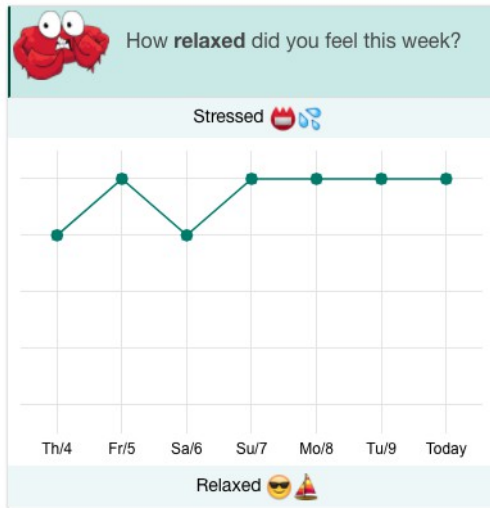 How relaxed did you feel this week?
Stressed 📛💦
Th/4 Fr/5 Sa/6 Su/7 Mo/8 Tu/9 Today
Relaxed 😎⛵